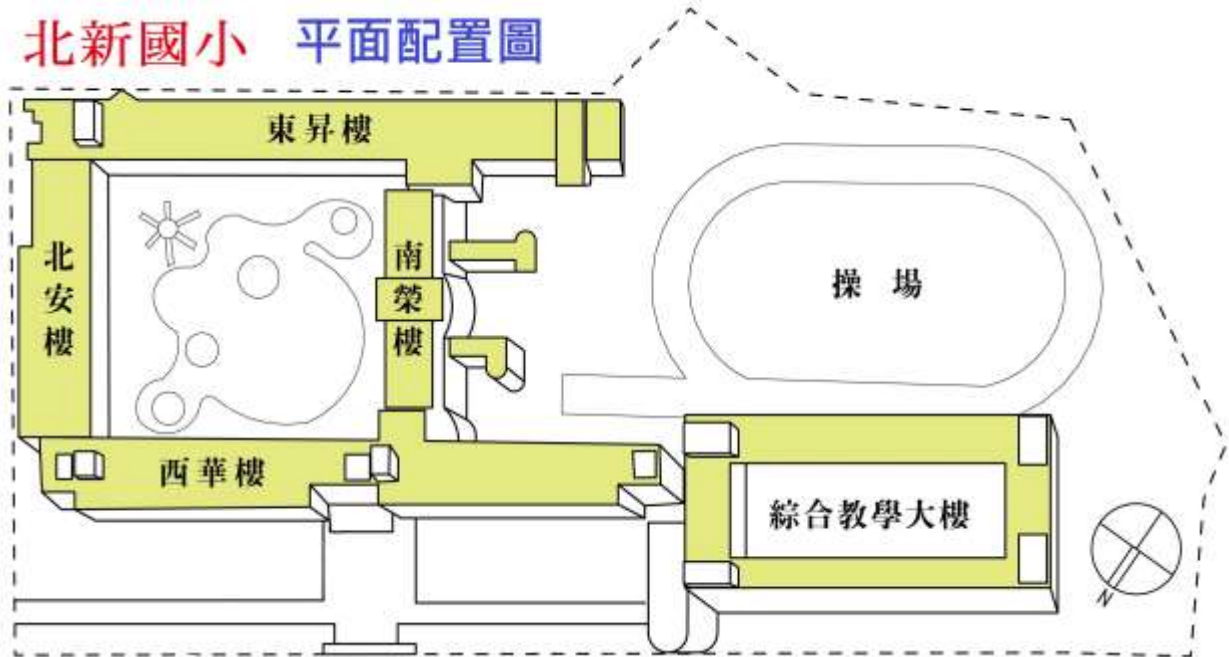 北新國小 平面配置圖
東昇樓
北安樓
南榮樓
操場
西華樓
綜合教學大樓
N